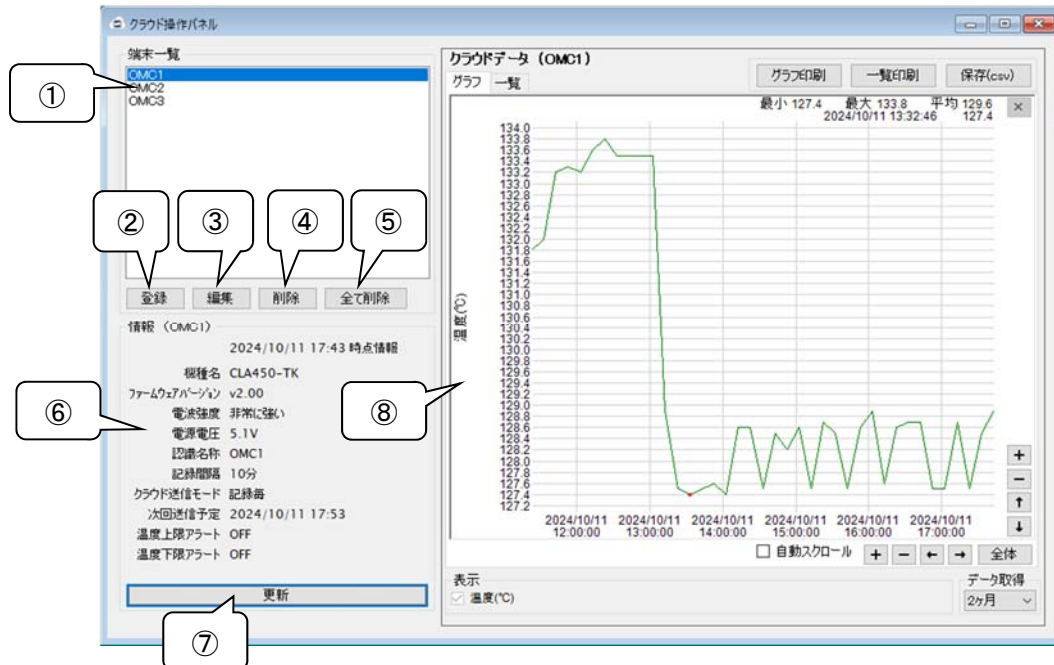 クラウド操作パネル
端末一覧
OMC1
OMC2
OMC3
①
②
③
④
⑤
登録 編集 削除 全て削除
情報 (OMC1)
2024/10/11 17:43 時点情報
機種名 CLA450-TK
ファームウェアバージョン v2.00
電波強度 非常に強い
電源電圧 5.1V
認識名称 OMC1
記録間隔 10分
クラウド送信モード 記録毎
次回送信予定 2024/10/11 17:53
温度上限アラート OFF
温度下限アラート OFF
⑥
更新
⑦
クラウドデータ (OMC1)
グラフ 一覧
グラフ印刷 一覧印刷 保存(csv)
最小 127.4 最大 133.8 平均 129.6
2024/10/11 13:32:46 127.4
×
134.0
133.8
133.6
133.4
133.2
133.0
132.8
132.6
132.4
132.2
132.0
131.8
131.6
131.4
131.2
131.0
130.8
130.6
130.4
130.2
130.0
129.8
129.6
129.4
129.2
129.0
128.8
128.6
128.4
128.2
128.0
127.8
127.6
127.4
127.2
温度(℃)
⑧
2024/10/11 2024/10/11 2024/10/11 2024/10/11 2024/10/11 2024/10/11
12:00:00 13:00:00 14:00:00 15:00:00 16:00:00 17:00:00
+
−
↑
↓
自動スクロール + − ← → 全体
表示
温度(℃)
データ取得
2ヶ月